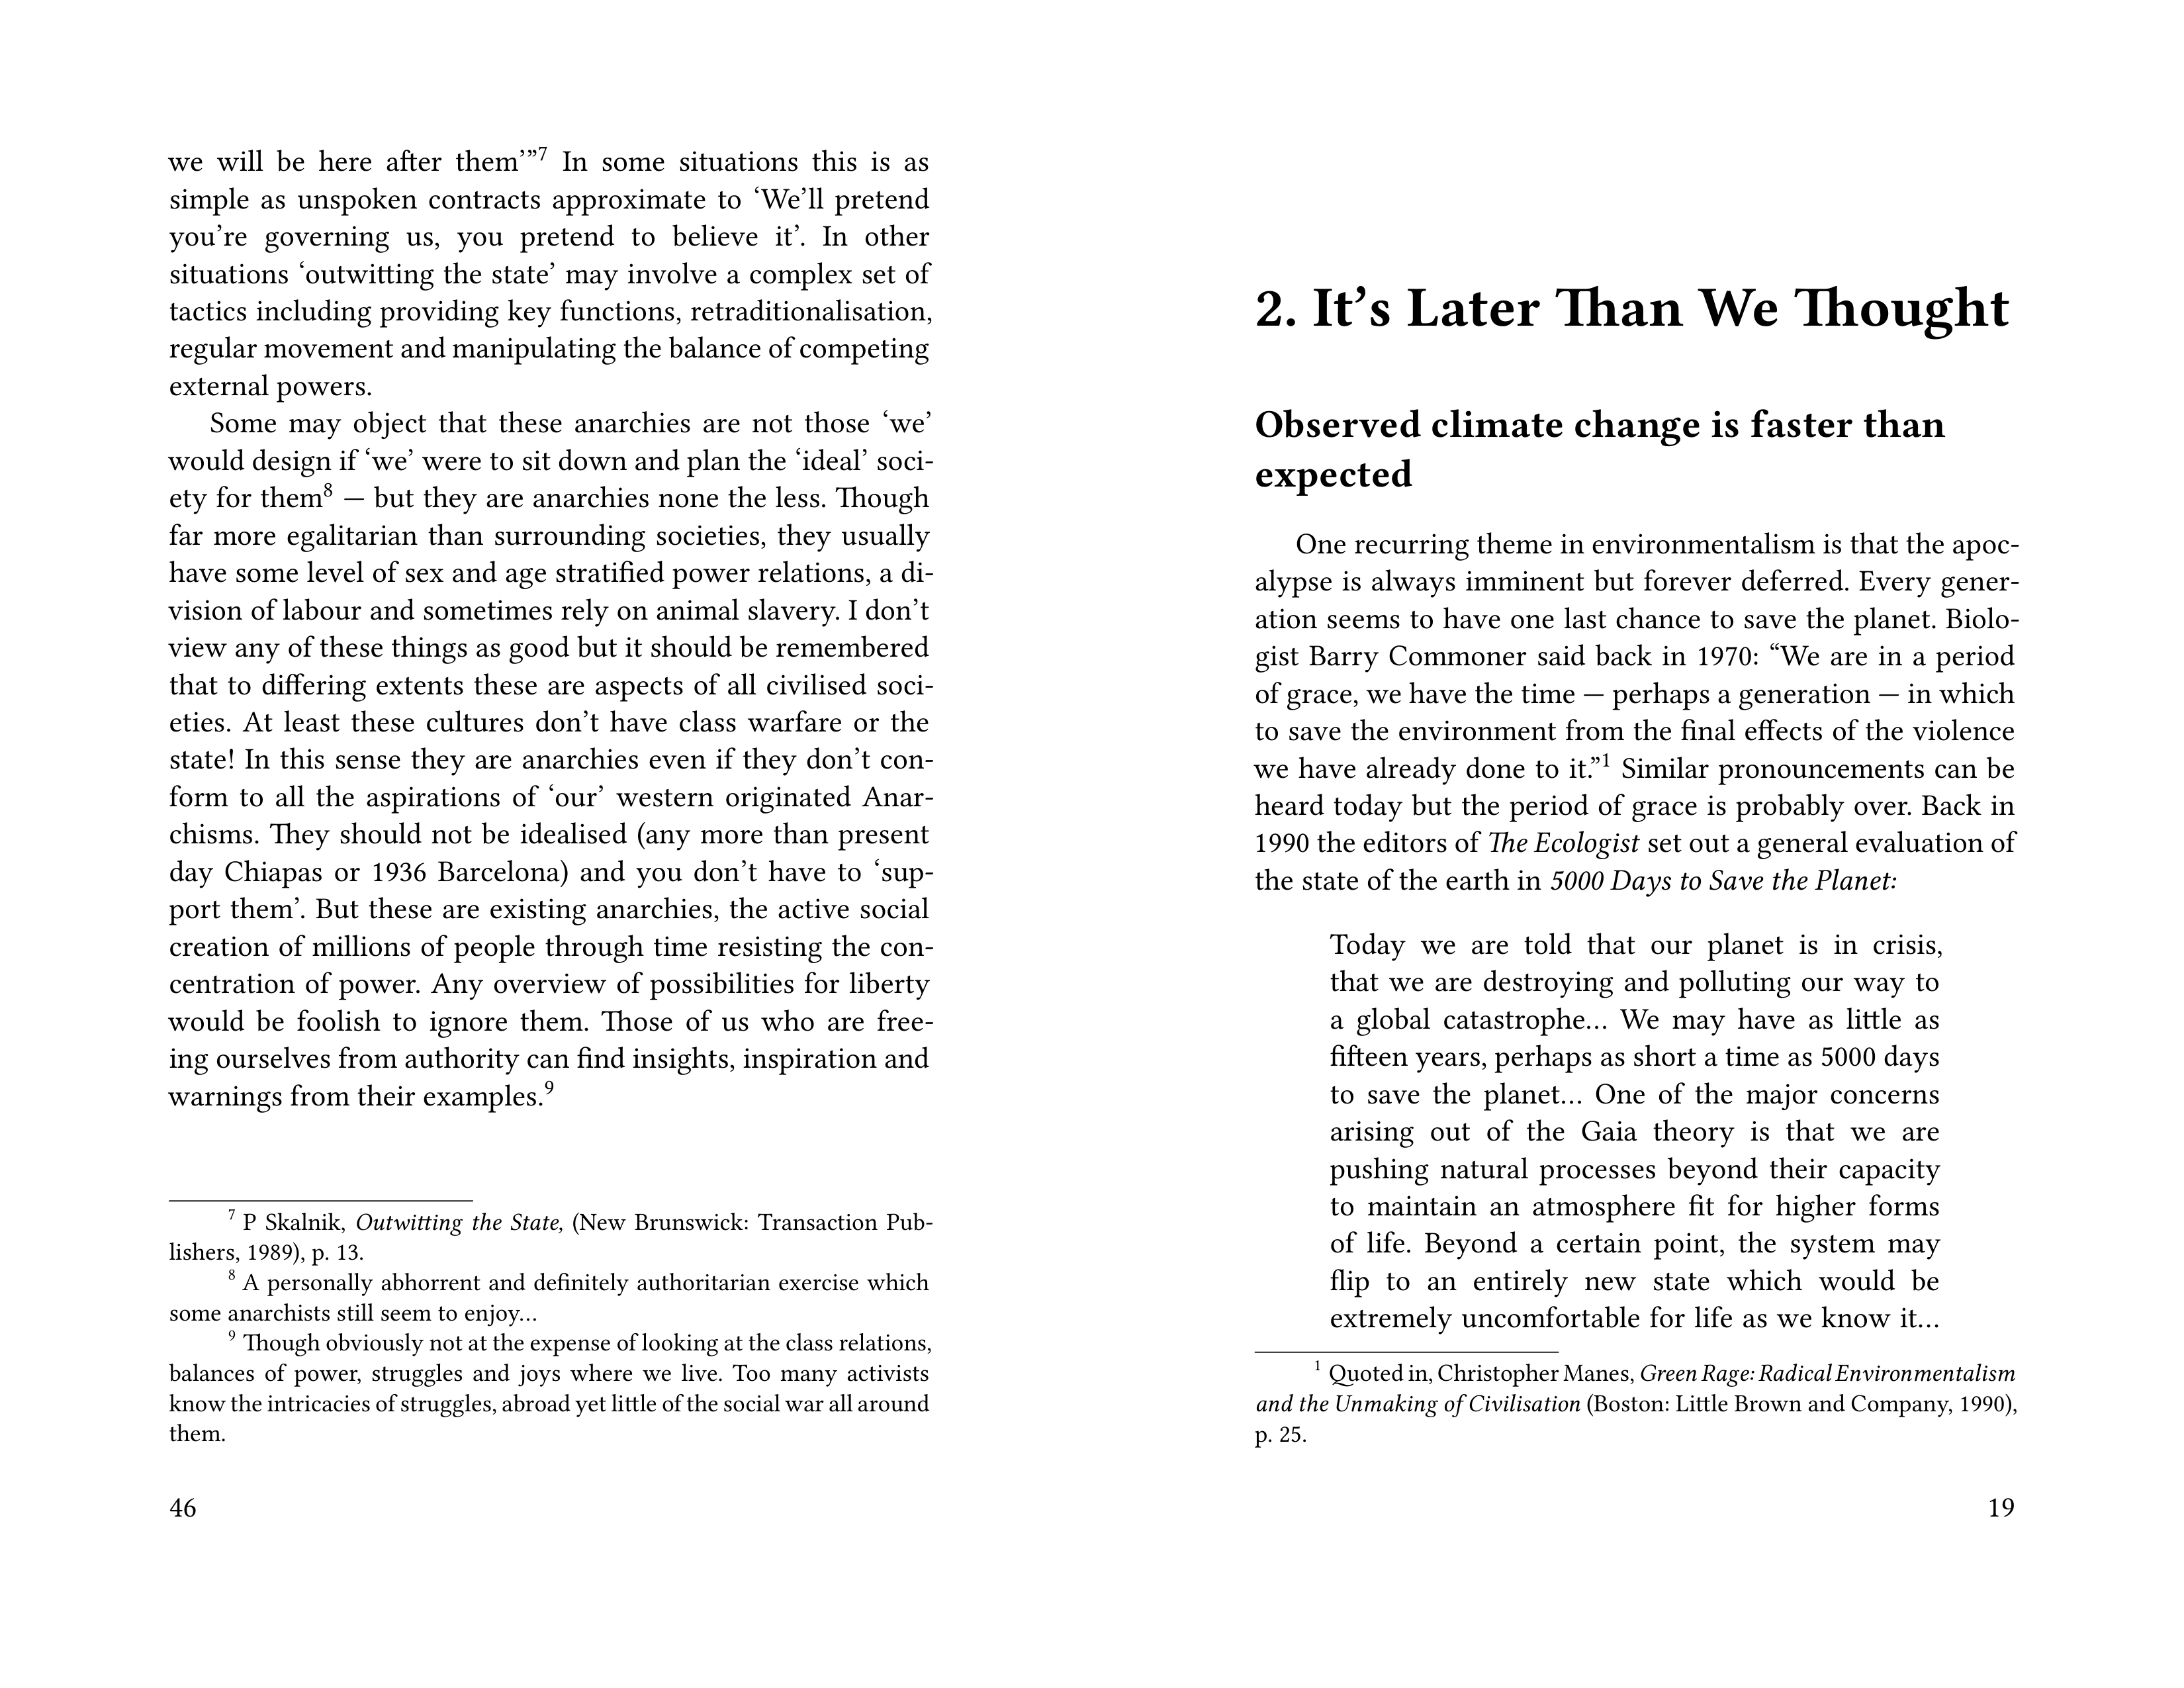 we will be here after them’”7 In some situations this is as
simple as unspoken contracts approximate to ‘We’ll pretend
you’re governing us, you pretend to believe it’. In other
situations ‘outwitting the state’ may involve a complex set of
tactics including providing key functions, retraditionalisation,
regular movement and manipulating the balance of competing
external powers.
Some may object that these anarchies are not those ‘we’
would design if ‘we’ were to sit down and plan the ‘ideal’ soci-
ety for them8 — but they are anarchies none the less. Though
far more egalitarian than surrounding societies, they usually
have some level of sex and age stratified power relations, a di-
vision of labour and sometimes rely on animal slavery. I don’t
view any of these things as good but it should be remembered
that to differing extents these are aspects of all civilised soci-
eties. At least these cultures don’t have class warfare or the
state! In this sense they are anarchies even if they don’t con-
form to all the aspirations of ‘our’ western originated Anar-
chisms. They should not be idealised (any more than present
day Chiapas or 1936 Barcelona) and you don’t have to ‘sup-
port them’. But these are existing anarchies, the active social
creation of millions of people through time resisting the con-
centration of power. Any overview of possibilities for liberty
would be foolish to ignore them. Those of us who are free-
ing ourselves from authority can find insights, inspiration and
warnings from their examples.9
7 P Skalnik, Outwitting the State, (New Brunswick: Transaction Pub-
lishers, 1989), p. 13.
8 A personally abhorrent and definitely authoritarian exercise which
some anarchists still seem to enjoy…
9 Though obviously not at the expense of looking at the class relations,
balances of power, struggles and joys where we live. Too many activists
know the intricacies of struggles, abroad yet little of the social war all around
them.
46
2. It’s Later Than We Thought
Observed climate change is faster than
expected
One recurring theme in environmentalism is that the apoc-
alypse is always imminent but forever deferred. Every gener-
ation seems to have one last chance to save the planet. Biolo-
gist Barry Commoner said back in 1970: “We are in a period
of grace, we have the time — perhaps a generation — in which
to save the environment from the final effects of the violence
we have already done to it.”1 Similar pronouncements can be
heard today but the period of grace is probably over. Back in
1990 the editors of The Ecologist set out a general evaluation of
the state of the earth in 5000 Days to Save the Planet:
Today we are told that our planet is in crisis,
that we are destroying and polluting our way to
a global catastrophe… We may have as little as
fifteen years, perhaps as short a time as 5000 days
to save the planet… One of the major concerns
arising out of the Gaia theory is that we are
pushing natural processes beyond their capacity
to maintain an atmosphere fit for higher forms
of life. Beyond a certain point, the system may
flip to an entirely new state which would be
extremely uncomfortable for life as we know it…
1 Quoted in, Christopher Manes, Green Rage: Radical Environmentalism
and the Unmaking of Civilisation (Boston: Little Brown and Company, 1990),
p. 25.
19